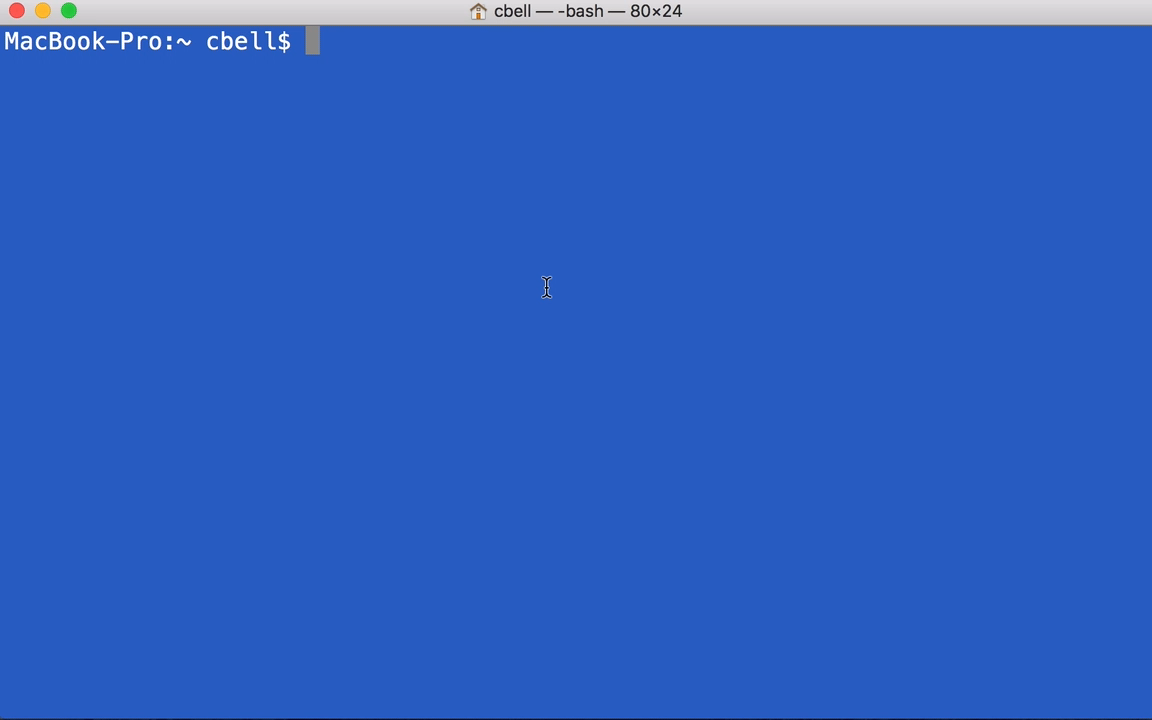 cbell — -bash — 80×24
MacBook-Pro:~ cbell$